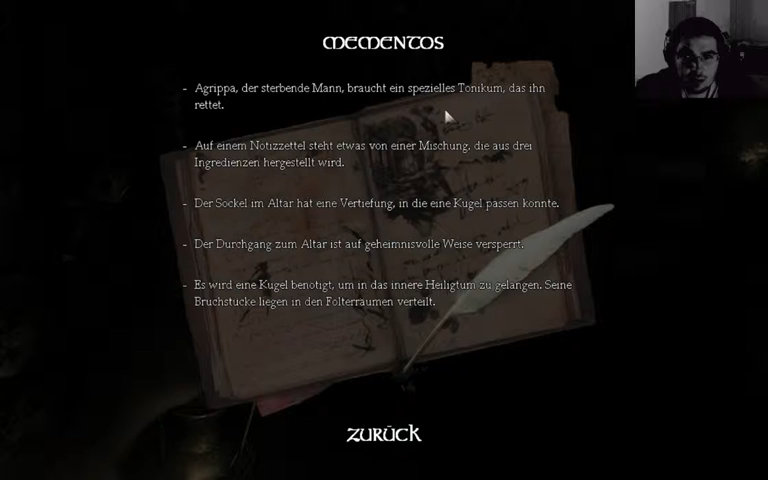 MEMENTOS
- Agrippa, der sterbende Mann, braucht ein spezielles Tonikum, das ihn
rettet.
- Auf einem Notizzettel steht etwas von einer Mischung, die aus drei
Ingredienzen hergestellt wird.
- Der Sockel im Altar hat eine Vertiefung, in die eine Kugel passen könnte.
- Der Durchgang zum Altar ist auf geheimnisvolle Weise versperrt.
- Es wird eine Kugel benötigt, um in das innere Heiligtum zu gelangen. Seine
Bruchstücke liegen in den Folterräumen verteilt.
ZURÜCK